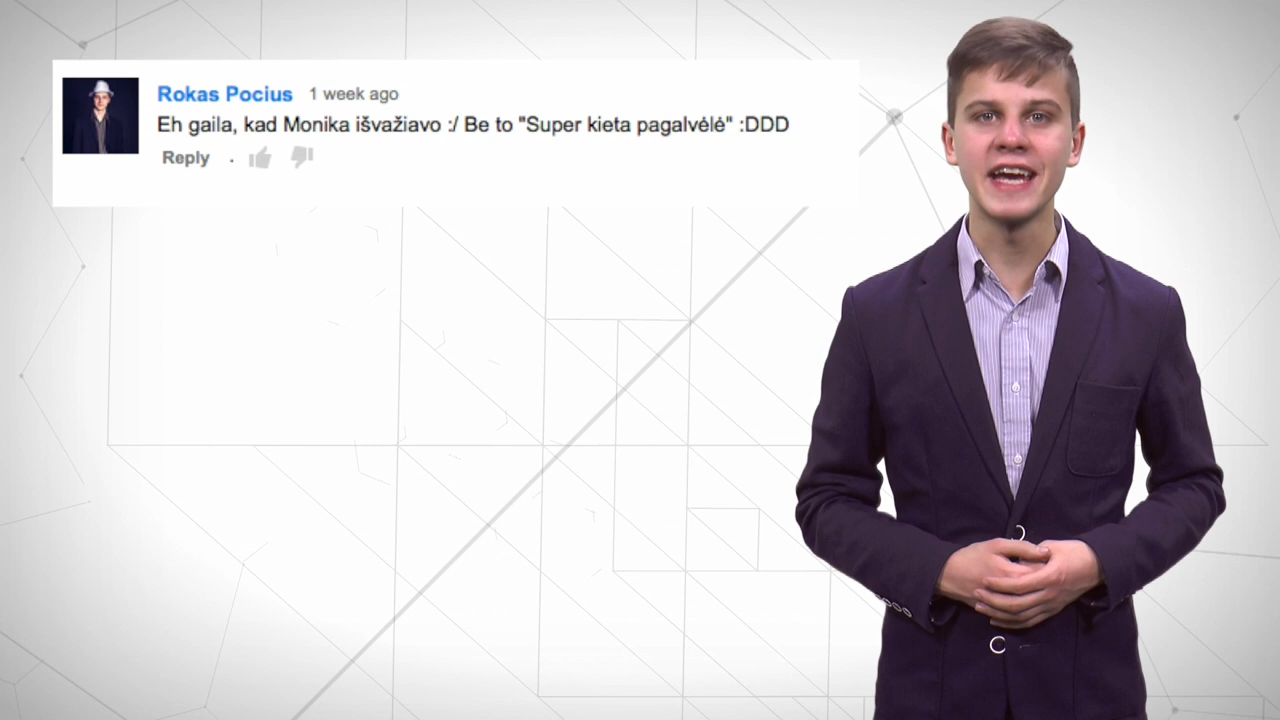 Rokas Pocius 1 week ago
Eh gaila, kad Monika išvažiavo :/ Be to "Super kieta pagalvėlė" :DDD
Reply .